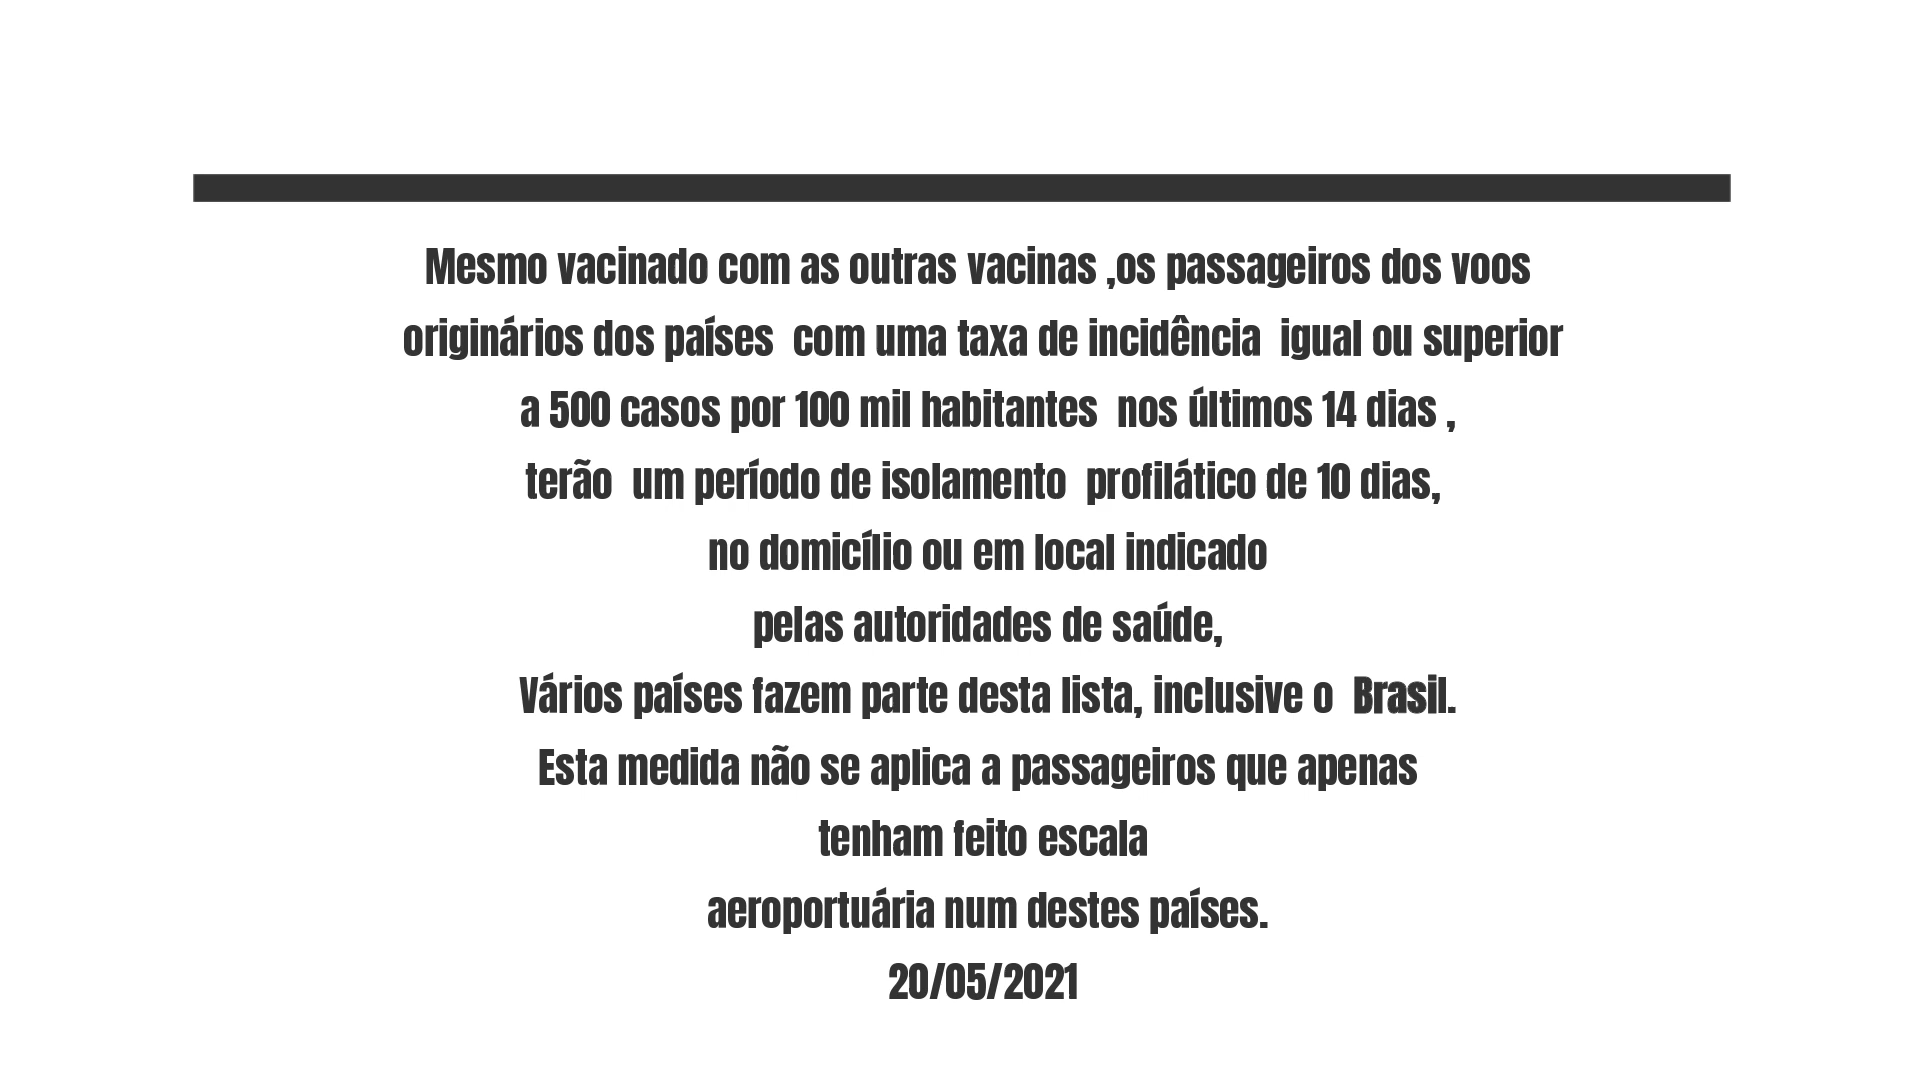 Mesmo vacinado com as outras vacinas ,os passageiros dos voos
originários dos países  com uma taxa de incidência  igual ou superior
a 500 casos por 100 mil habitantes  nos últimos 14 dias ,
terão  um período de isolamento  profilático de 10 dias,
no domicílio ou em local indicado
pelas autoridades de saúde,
Vários países fazem parte desta lista, inclusive o  Brasil.
Esta medida não se aplica a passageiros que apenas
tenham feito escala
aeroportuária num destes países.
20/05/2021